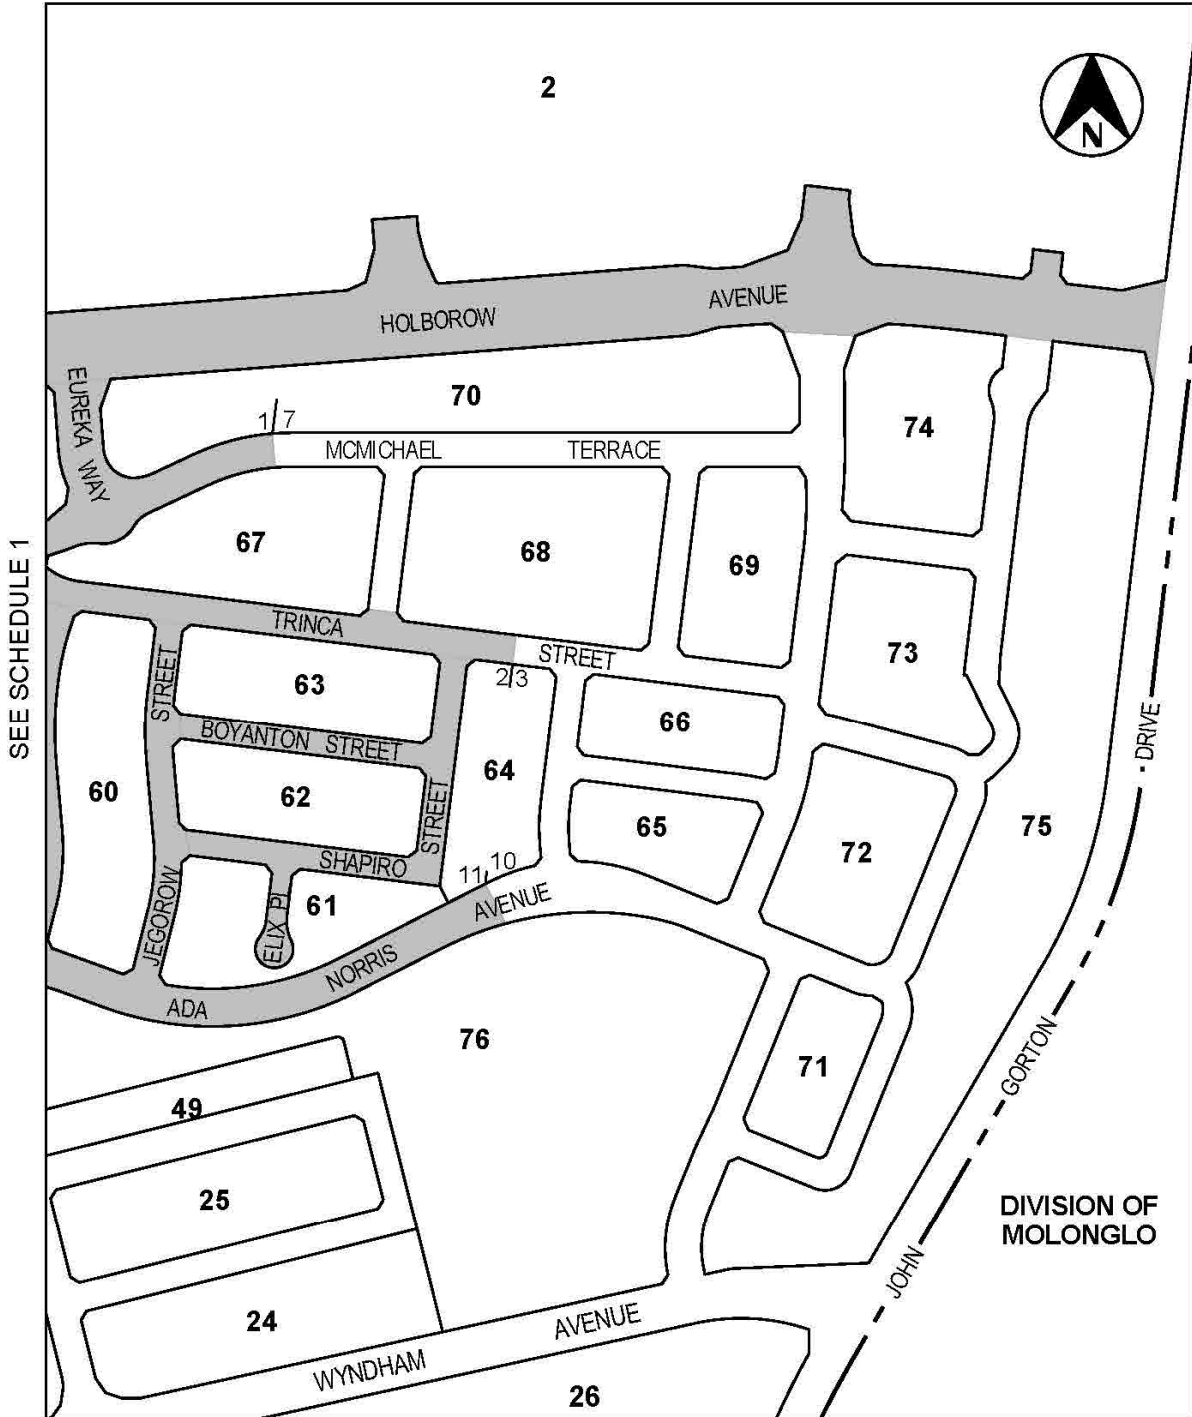 2
N
HOLBOROW AVENUE
EUREKA WAY
70
74
1/7
MCMICHAEL TERRACE
67
68
69
SEE SCHEDULE 1
TRINCA STREET
73
2/3
STREET
63
66
BOYANTON STREET
60
64
62
STREET
65
75
DRIVE
72
SHAPIRO
11/10
JEGOROW
ELIX PL
61
ADA NORRIS AVENUE
76
71
GORTON
49
25
DIVISION OF
MOLONGLO
JOHN
24
WYNDHAM AVENUE
26